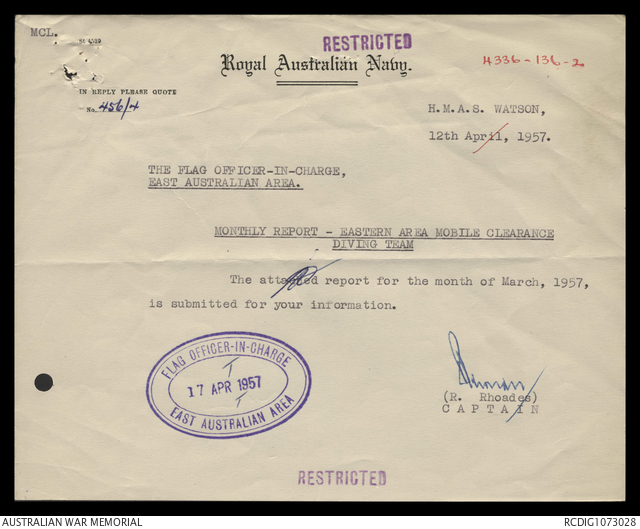 MCL.
RESTRICTED
Royal Australian Navy.
4336-136-2
IN REPLY PLEASE QUOTE
No. 456/4
H.M.A.S. WATSON,
12th April, 1957.
THE FLAG OFFICER-IN-CHARGE,
EAST AUSTRALIAN AREA.
MONTHLY REPORT - EASTERN AREA MOBILE CLEARANCE
DIVING TEAM
The attached report for the month of March, 1957,
is submitted for your information.
FLAG OFFICER-IN-CHARGE
17 APR 1957
EAST AUSTRALIAN AREA
(R. Rhoades)
CAPTAIN
RESTRICTED
AUSTRALIAN WAR MEMORIAL
RCDIG1073028